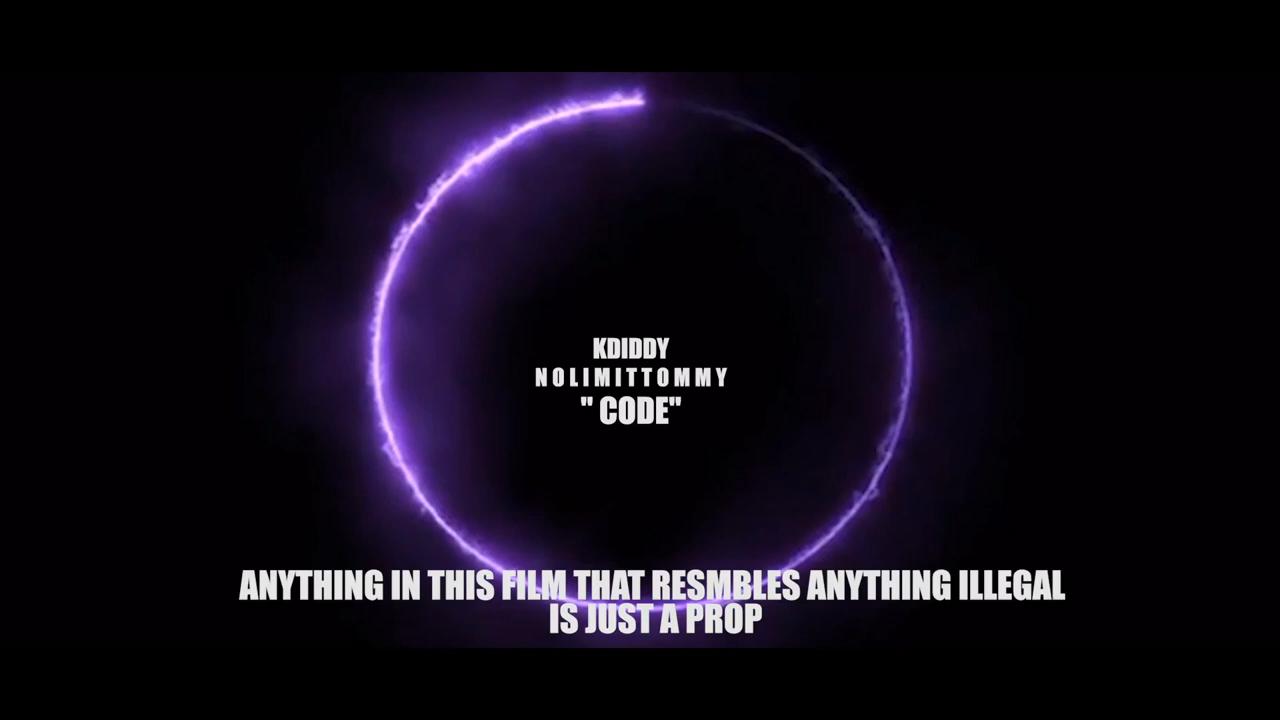 KDIDDY
NOLIMITTOMMY
" CODE"
ANYTHING IN THIS FILM THAT RESMBLES ANYTHING ILLEGAL
IS JUST A PROP